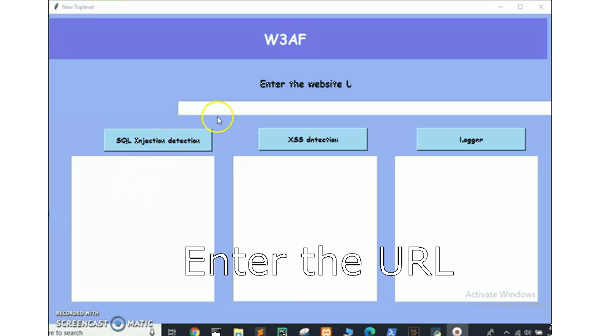 New Toplevel
W3AF
Enter the website U
SQL Injection detection
XSS detection
Logger
Enter the URL
Activate Windows
RECORDED WITH
SCREENCAST MATIC
re to search